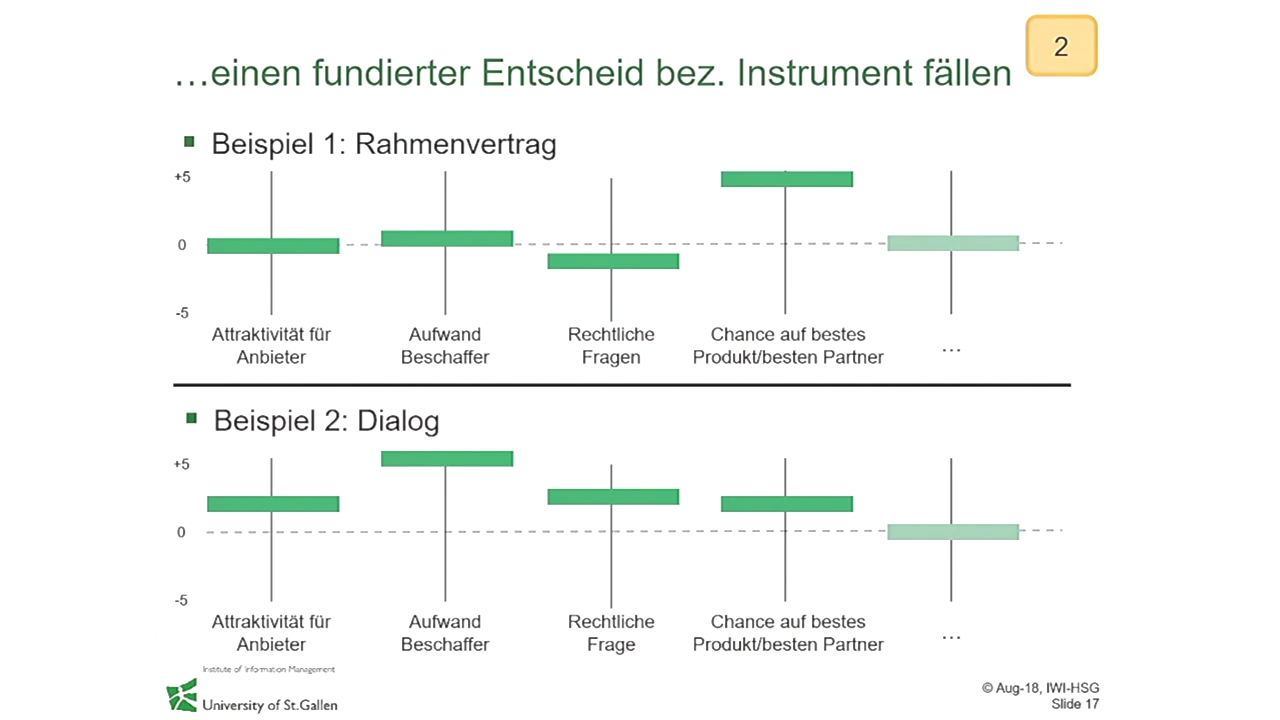 2
…einen fundierter Entscheid bez. Instrument fällen
Beispiel 1: Rahmenvertrag
+5
0
-5
Attraktivität für
Anbieter
Aufwand
Beschaffer
Rechtliche
Fragen
Chance auf bestes
Produkt/besten Partner
…
Beispiel 2: Dialog
+5
0
-5
Attraktivität für
Anbieter
Aufwand
Beschaffer
Rechtliche
Frage
Chance auf bestes
Produkt/besten Partner
…
Institute of Information Management
University of St.Gallen
© Aug-18, IWI-HSG
Slide 17